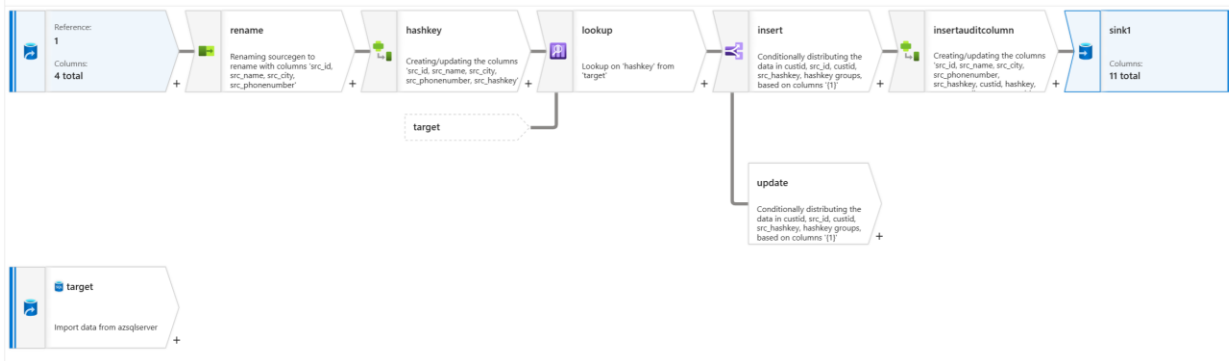 Reference:
1
Columns:
4 total
+
rename
Renaming sourcegen to
rename with columns 'src_id,
src_name, src_city,
src_phonenumber'
+
hashkey
Creating/updating the columns
'src_id, src_name, src_city,
src_phonenumber, src_hashkey'
+
lookup
Lookup on 'hashkey' from
'target'
+
insert
Conditionally distributing the
data in custid, src_id, custid,
src_hashkey, hashkey groups,
based on columns '{1}'
+
insertauditcolumn
Creating/updating the columns
'src_id, src_name, src_city,
src_phonenumber,
src_hashkey, custid, hashkey,
+
sink1
Columns:
11 total
target
update
Conditionally distributing the
data in custid, src_id, custid,
src_hashkey, hashkey groups,
based on columns '{1}'
+
target
Import data from azsqlserver
+